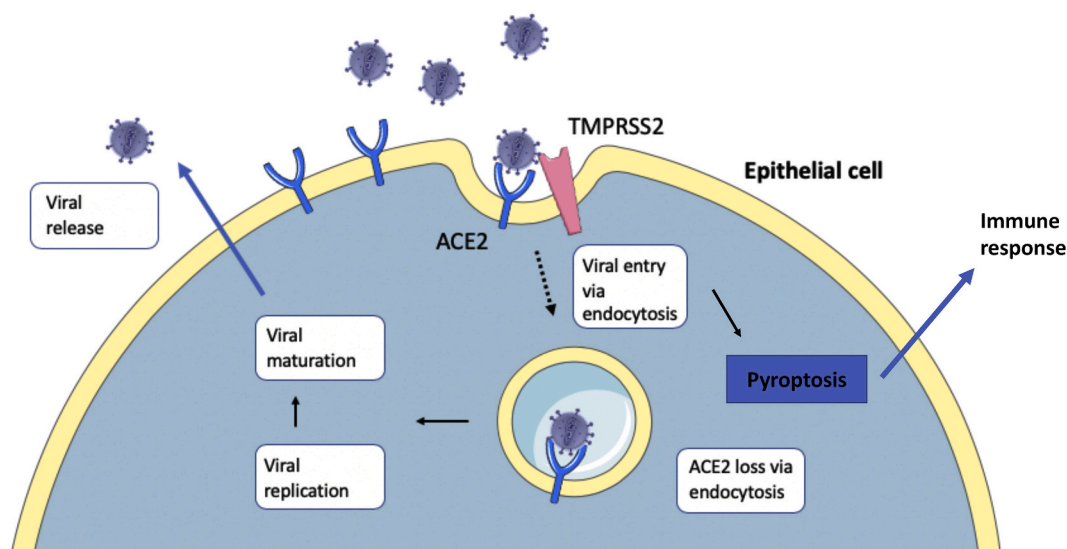 TMPRSS2
Epithelial cell
Viral
release
ACE2
Immune
response
Viral entry
via
endocytosis
Viral
maturation
Pyroptosis
Viral
replication
ACE2 loss via
endocytosis